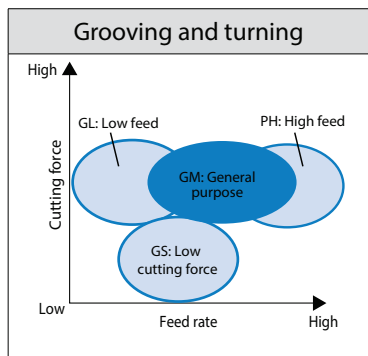 Grooving and turning
High
GL: Low feed
PH: High feed
GM: General
purpose
Cutting force
GS: Low
cutting force
Low
Feed rate
High